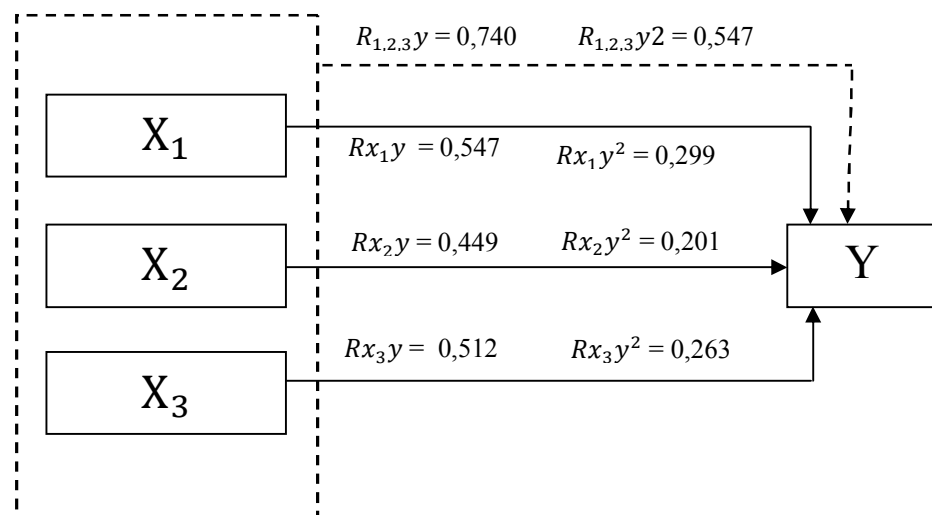 R₁,₂,₃y = 0,740 R₁,₂,₃y2 = 0,547
X₁
Rx₁y = 0,547 Rx₁y² = 0,299
Rx₂y = 0,449 Rx₂y² = 0,201
X₂
Y
Rx₃y = 0,512 Rx₃y² = 0,263
X₃